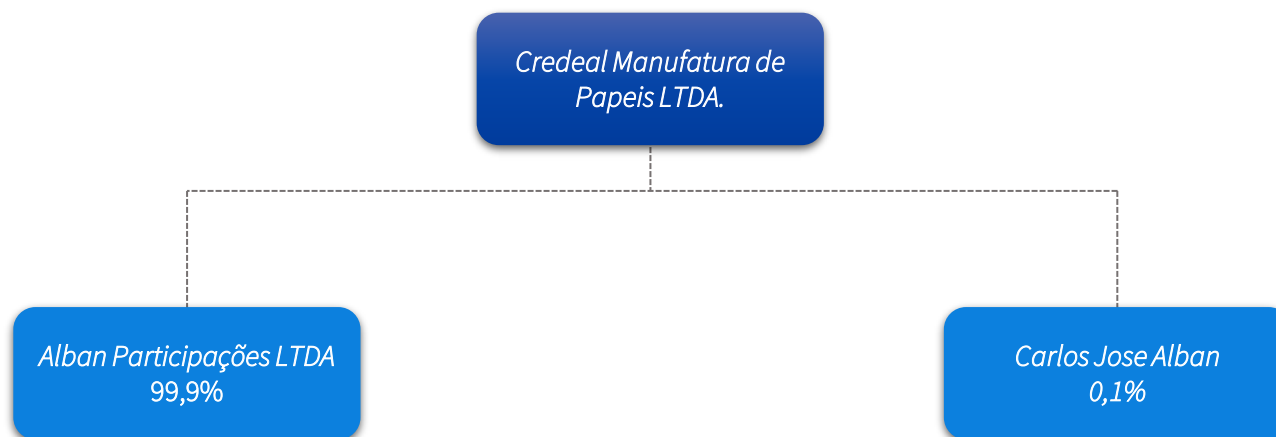 Credeal Manufatura de
Papeis LTDA.
Alban Participações LTDA
99,9%
Carlos Jose Alban
0,1%